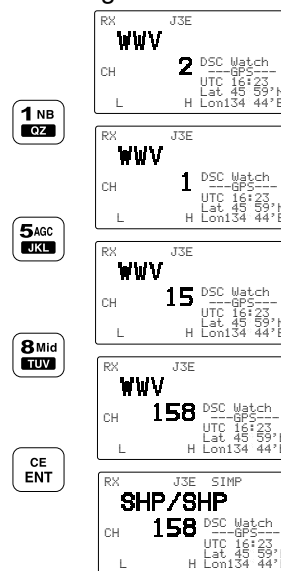 RX J3E
WWV
CH 2 DSC Watch
---GPS---
UTC 16:23
Lat 45 59'
L H Lon134 44'
1 NB
QZ
RX J3E
WWV
CH 1 DSC Watch
---GPS---
UTC 16:23
Lat 45 59'
L H Lon134 44'E
5 AGC
JKL
RX J3E
WWV
CH 15 DSC Watch
---GPS---
UTC 16:23
Lat 45 59'
L H Lon134 44'E
8 Mid
TUV
RX J3E
WWV
CH 158 DSC Watch
---GPS---
UTC 16:23
Lat 45 59'
L H Lon134 44'E
CE
ENT
RX J3E SIMP
SHP/SHP
CH 158 DSC Watch
---GPS---
UTC 16:23
Lat 45 59'
L H Lon134 44'